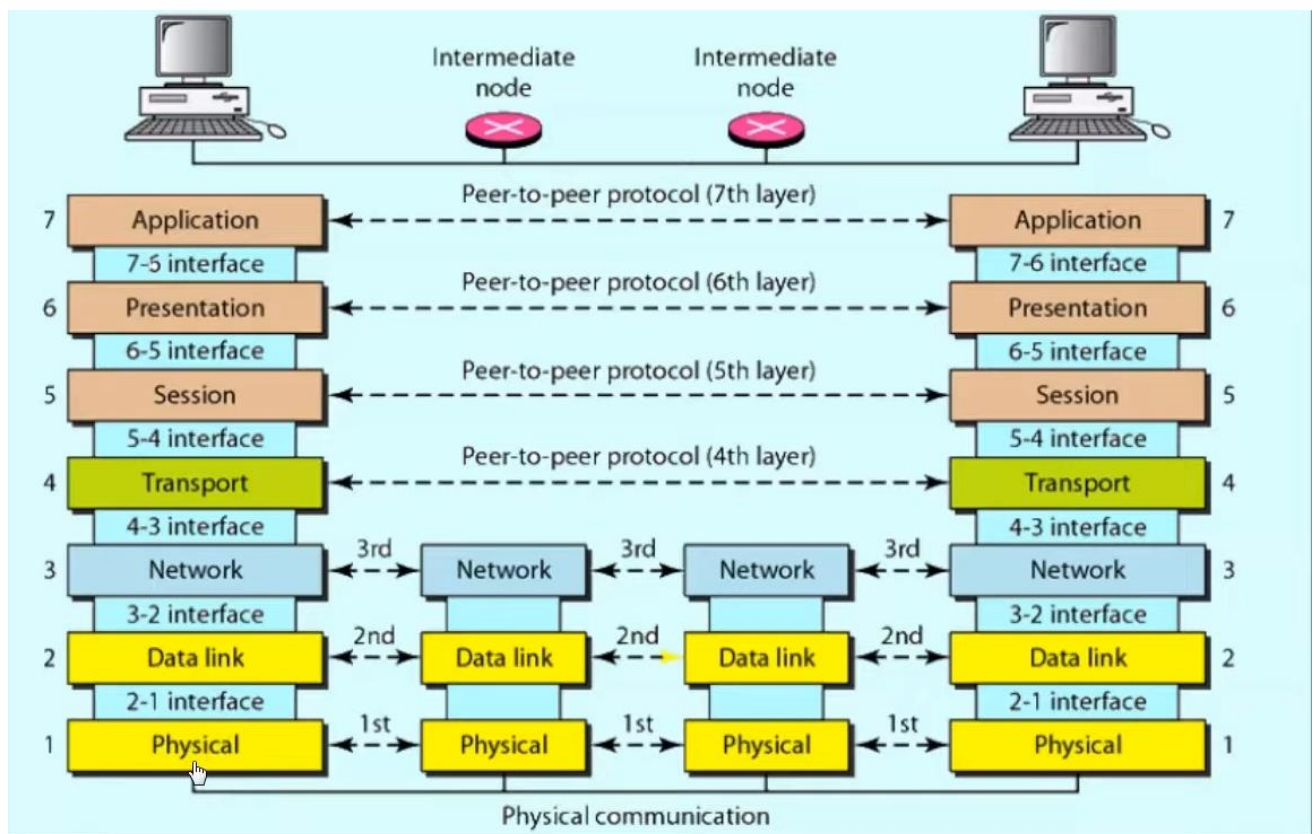 Intermediate
node
Intermediate
node
Peer-to-peer protocol (7th layer)
7 Application Application 7
7-6 interface 7-6 interface
Peer-to-peer protocol (6th layer)
6 Presentation Presentation 6
6-5 interface 6-5 interface
Peer-to-peer protocol (5th layer)
5 Session Session 5
5-4 interface 5-4 interface
Peer-to-peer protocol (4th layer)
4 Transport Transport 4
4-3 interface 4-3 interface
3rd 3rd 3rd
3 Network Network Network Network 3
3-2 interface 3-2 interface
2nd 2nd 2nd
2 Data link Data link Data link Data link 2
2-1 interface 2-1 interface
1st 1st 1st
1 Physical Physical Physical Physical 1
Physical communication